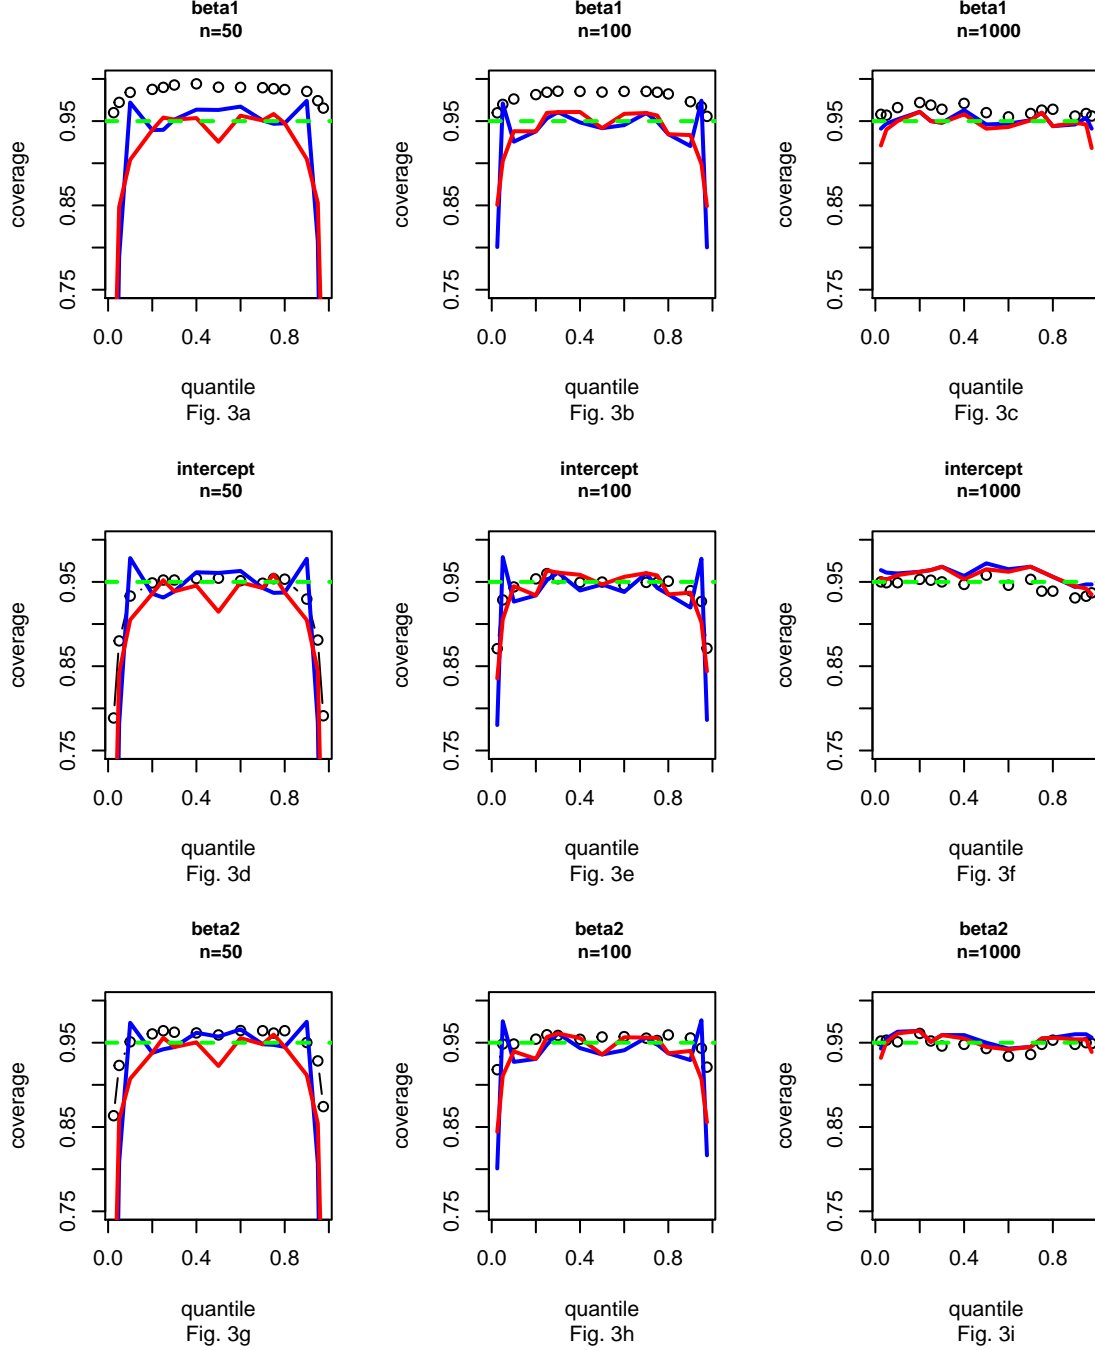 beta1
n=50
coverage
0.95
0.85
0.75
0.0 0.4 0.8
quantile
Fig. 3a
beta1
n=100
coverage
0.95
0.85
0.75
0.0 0.4 0.8
quantile
Fig. 3b
beta1
n=1000
coverage
0.95
0.85
0.75
0.0 0.4 0.8
quantile
Fig. 3c
intercept
n=50
coverage
0.95
0.85
0.75
0.0 0.4 0.8
quantile
Fig. 3d
intercept
n=100
coverage
0.95
0.85
0.75
0.0 0.4 0.8
quantile
Fig. 3e
intercept
n=1000
coverage
0.95
0.85
0.75
0.0 0.4 0.8
quantile
Fig. 3f
beta2
n=50
coverage
0.95
0.85
0.75
0.0 0.4 0.8
quantile
Fig. 3g
beta2
n=100
coverage
0.95
0.85
0.75
0.0 0.4 0.8
quantile
Fig. 3h
beta2
n=1000
coverage
0.95
0.85
0.75
0.0 0.4 0.8
quantile
Fig. 3i